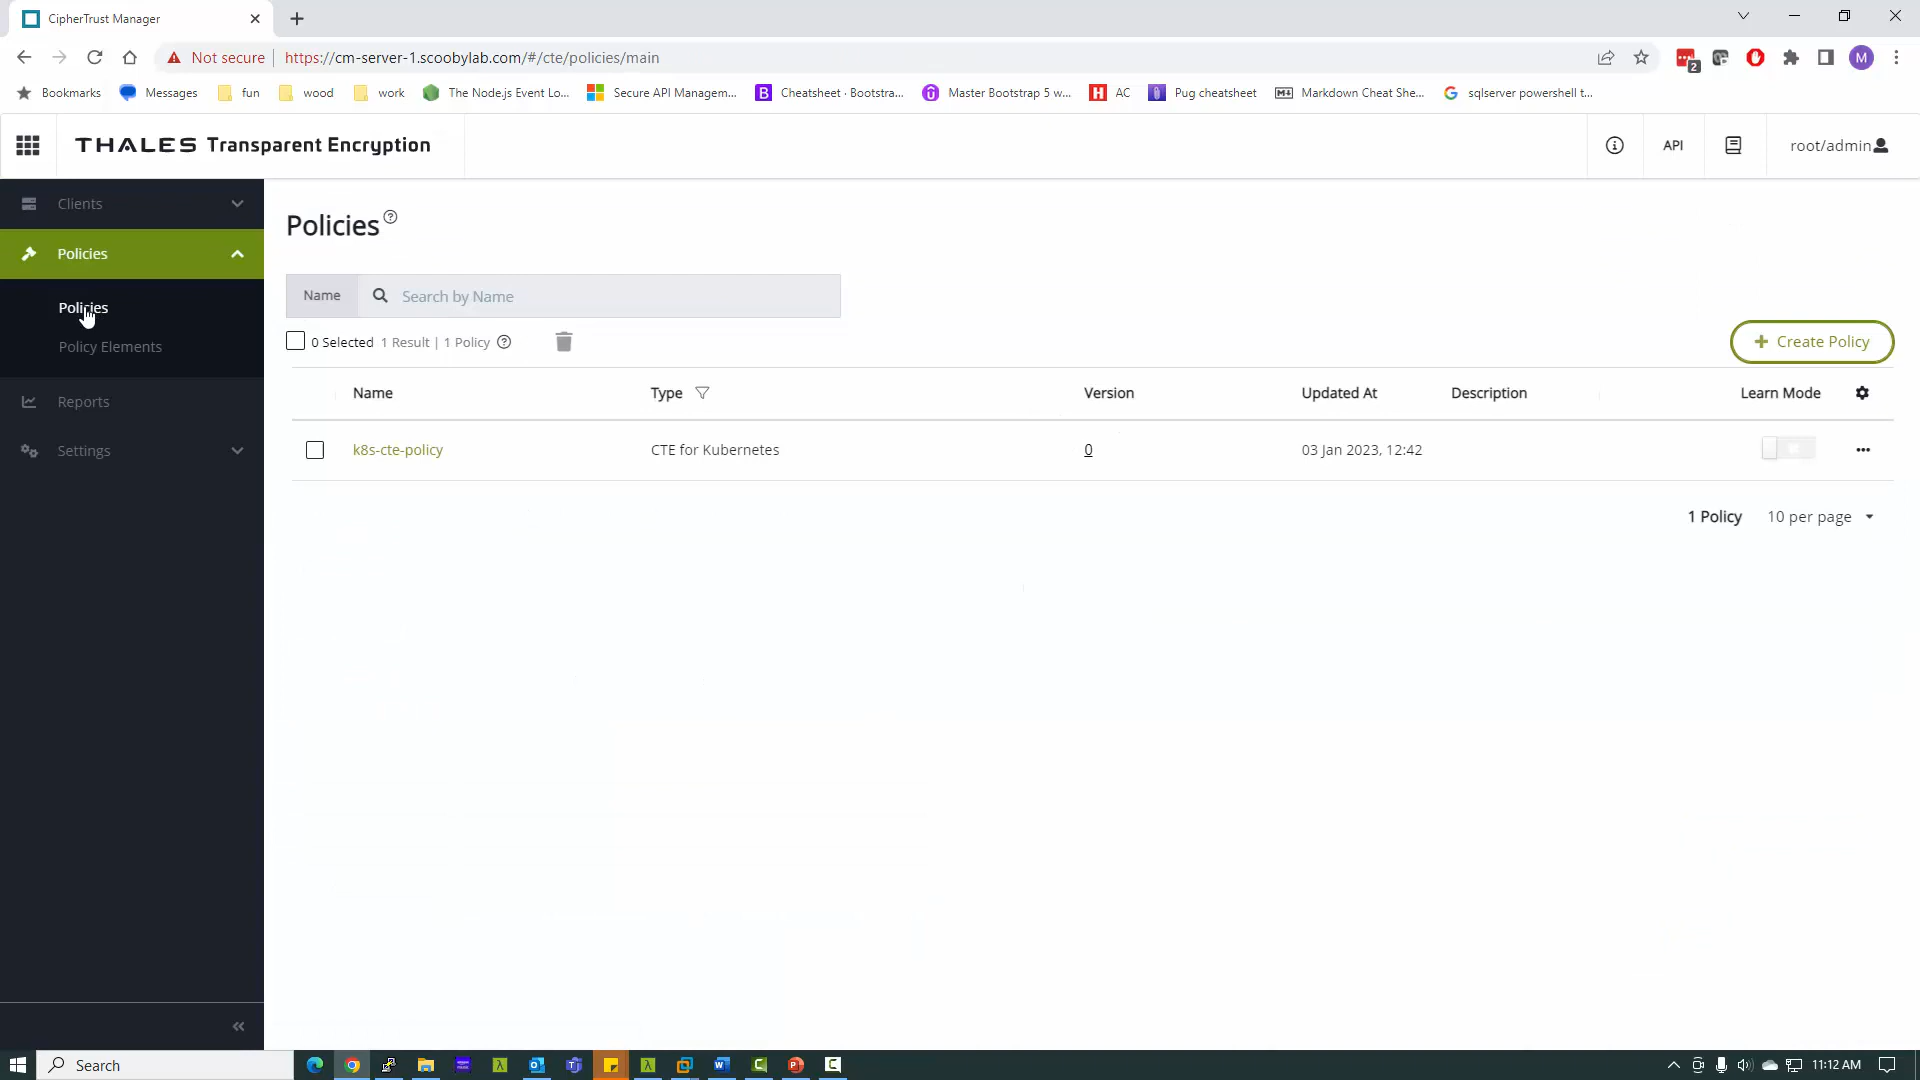 CipherTrust Manager
Not secure
https://cm-server-1.scoobylab.com/#/cte/policies/main
2
M
Bookmarks
Messages
fun
wood
work
The Node.js Event Lo...
Secure API Managem...
B
Cheatsheet · Bootstra...
Master Bootstrap 5 w...
H
AC
Pug cheatsheet
Markdown Cheat She...
sqlserver powershell t...
THALES Transparent Encryption
API
root/admin
Clients
Policies
Policies
Policy Elements
Reports
Settings
Policies
Name
Search by Name
0 Selected
1 Result | 1 Policy
Create Policy
Name
Type
Version
Updated At
Description
Learn Mode
k8s-cte-policy
CTE for Kubernetes
0
03 Jan 2023, 12:42
1 Policy
10 per page
Search
11:12 AM